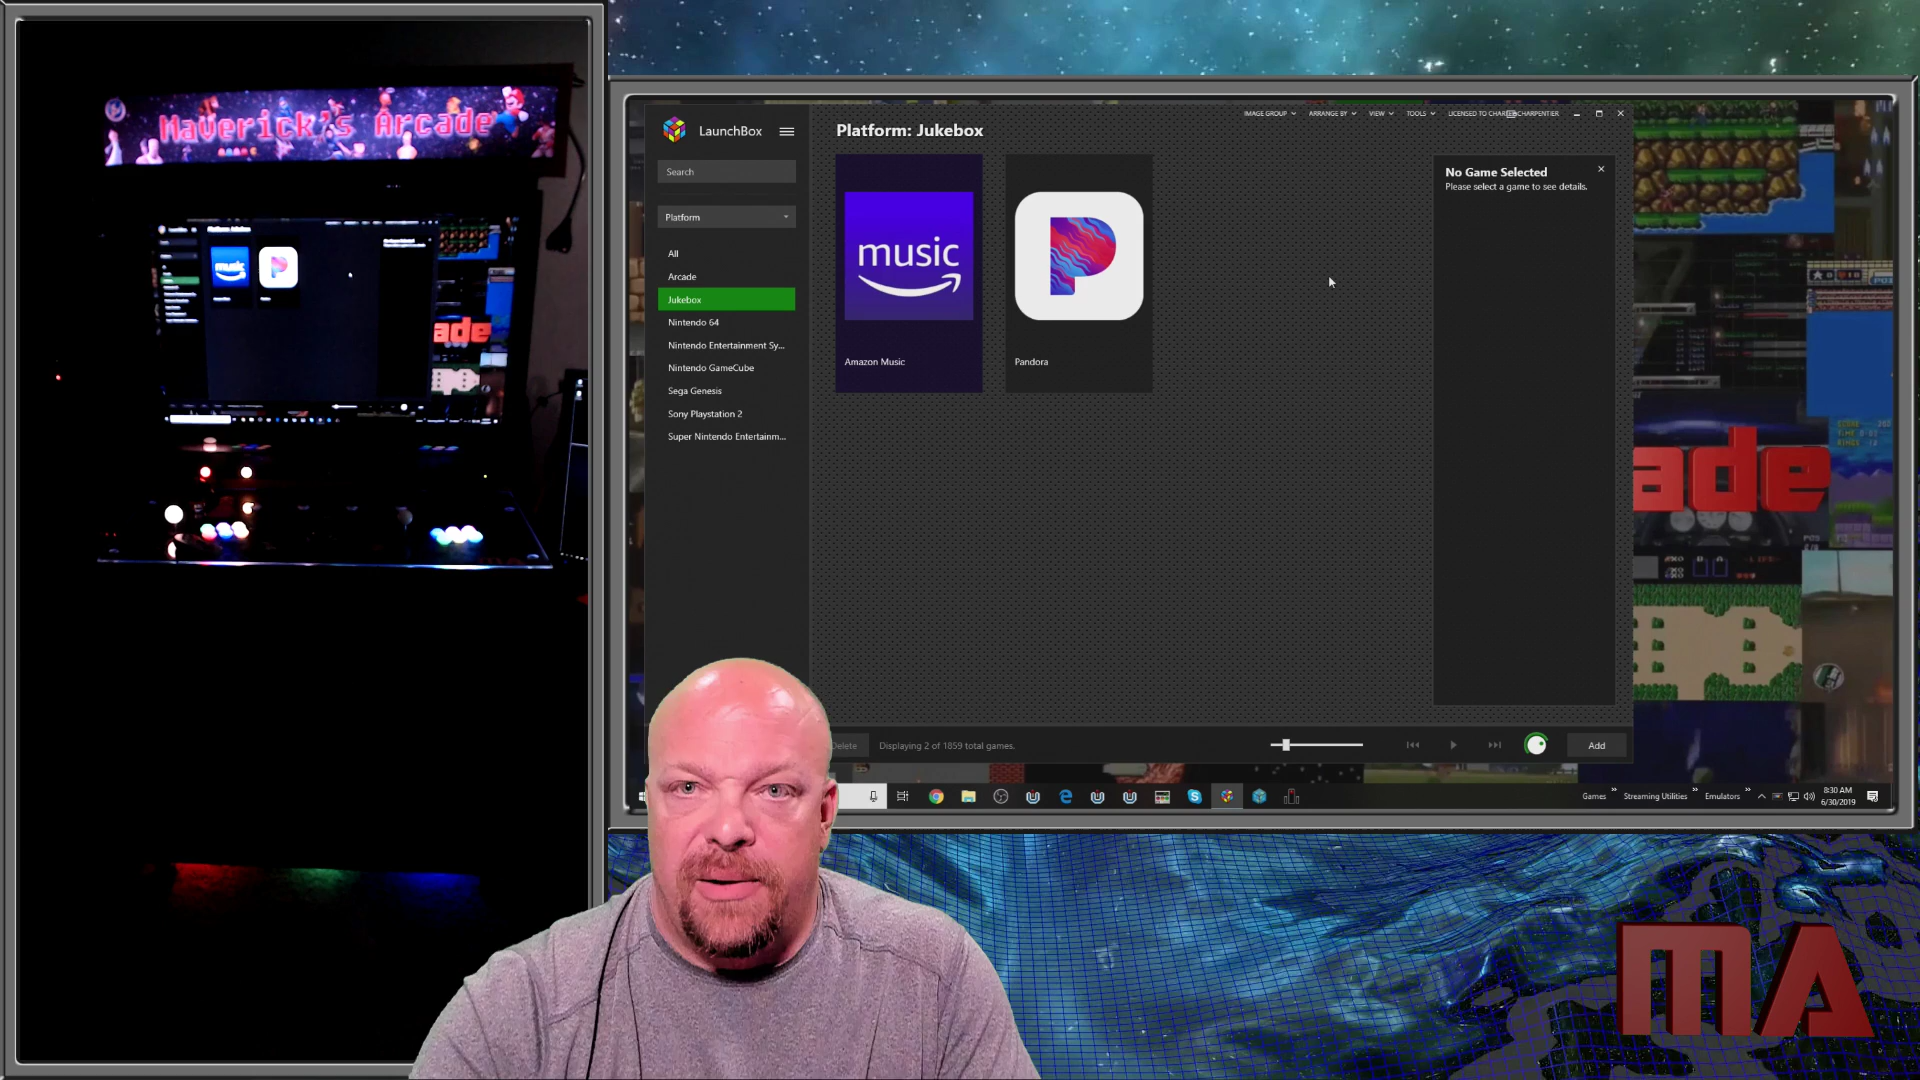 Maverick's Arcade
music
P
LaunchBox
Search
Platform
All
Arcade
Jukebox
Nintendo 64
Nintendo Entertainment Sy...
Nintendo GameCube
Sega Genesis
Sony Playstation 2
Super Nintendo Entertainm...
Platform: Jukebox
IMAGE GROUP
ARRANGE BY
VIEW
TOOLS
music
Amazon Music
P
Pandora
No Game Selected
Please select a game to see details.
ade
Displaying 2 of 1859 total games.
Add
Games
Streaming Utilities
Emulators
8:30 AM
6/30/2019
MA